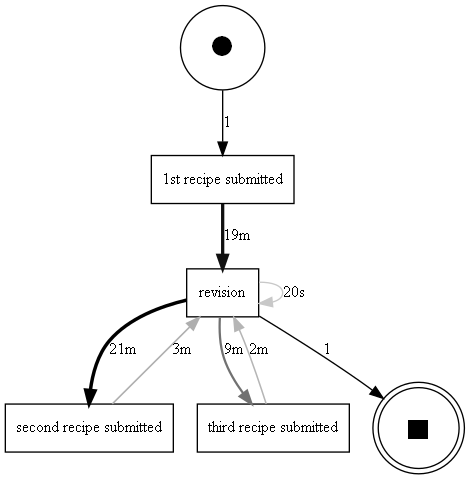 1
1st recipe submitted
19m
revision
20s
21m
3m
9m
2m
1
second recipe submitted
third recipe submitted